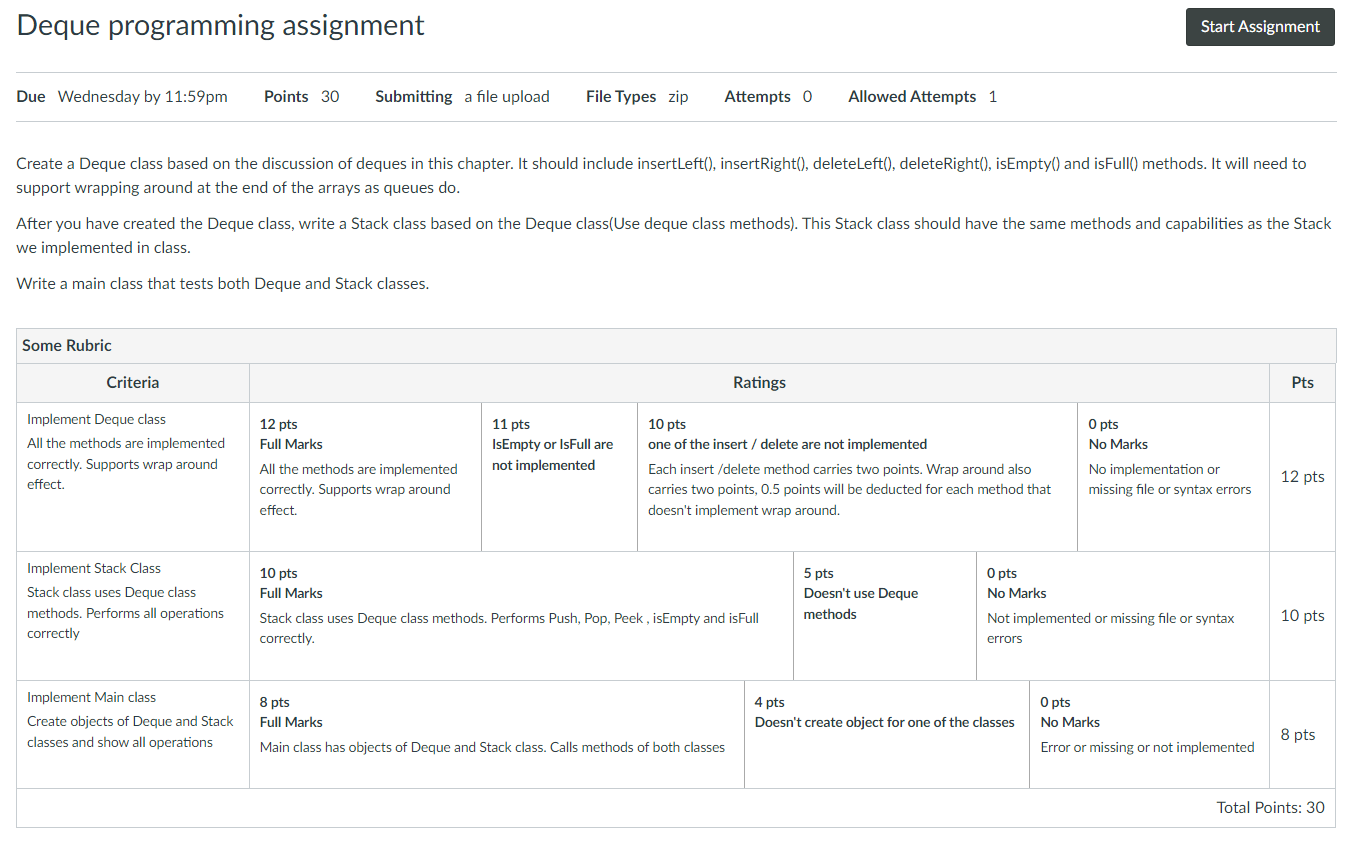 Deque programming assignment
Start Assignment
Due Wednesday by 11:59pm Points 30 Submitting a file upload File Types zip Attempts 0 Allowed Attempts 1
Create a Deque class based on the discussion of deques in this chapter. It should include insertLeft(), insertRight(), deleteLeft(), deleteRight(), isEmpty() and isFull() methods. It will need to
support wrapping around at the end of the arrays as queues do.
After you have created the Deque class, write a Stack class based on the Deque class(Use deque class methods). This Stack class should have the same methods and capabilities as the Stack
we implemented in class.
Write a main class that tests both Deque and Stack classes.
Some Rubric
Criteria
Ratings
Pts
Implement Deque class
All the methods are implemented
correctly. Supports wrap around
effect.
12 pts
Full Marks
All the methods are implemented
correctly. Supports wrap around
effect.
11 pts
IsEmpty or IsFull are
not implemented
10 pts
one of the insert / delete are not implemented
Each insert /delete method carries two points. Wrap around also
carries two points, 0.5 points will be deducted for each method that
doesn't implement wrap around.
0 pts
No Marks
No implementation or
missing file or syntax errors
12 pts
Implement Stack Class
Stack class uses Deque class
methods. Performs all operations
correctly
10 pts
Full Marks
Stack class uses Deque class methods. Performs Push, Pop, Peek , isEmpty and isFull
correctly.
5 pts
Doesn't use Deque
methods
0 pts
No Marks
Not implemented or missing file or syntax
errors
10 pts
Implement Main class
Create objects of Deque and Stack
classes and show all operations
8 pts
Full Marks
Main class has objects of Deque and Stack class. Calls methods of both classes
4 pts
Doesn't create object for one of the classes
0 pts
No Marks
Error or missing or not implemented
8 pts
Total Points: 30